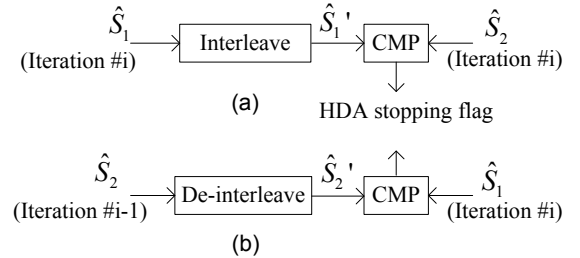 Ŝ₁ Interleave Ŝ₁' CMP Ŝ₂
(Iteration #i) (Iteration #i)
(a)
HDA stopping flag
Ŝ₂ De-interleave Ŝ₂' CMP Ŝ₁
(Iteration #i-1) (Iteration #i)
(b)